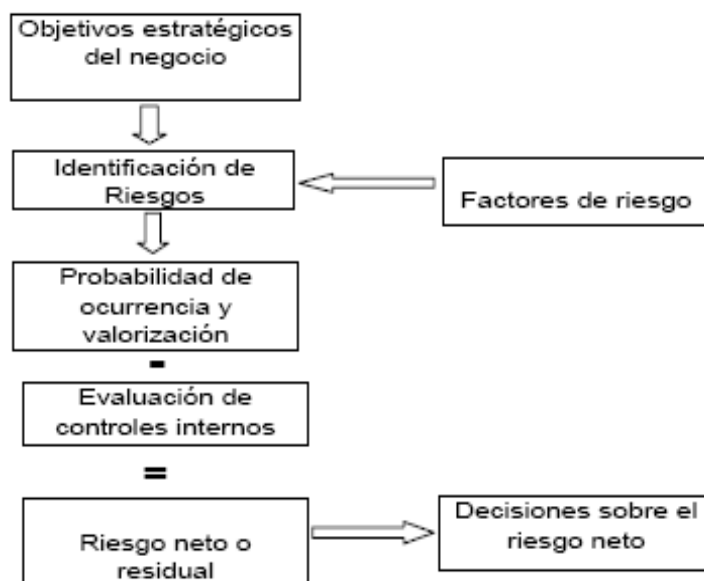 Objetivos estratégicos
del negocio
Identificación de
Riesgos
Factores de riesgo
Probabilidad de
ocurrencia y
valorización
-
Evaluación de
controles internos
=
Riesgo neto o
residual
Decisiones sobre el
riesgo neto